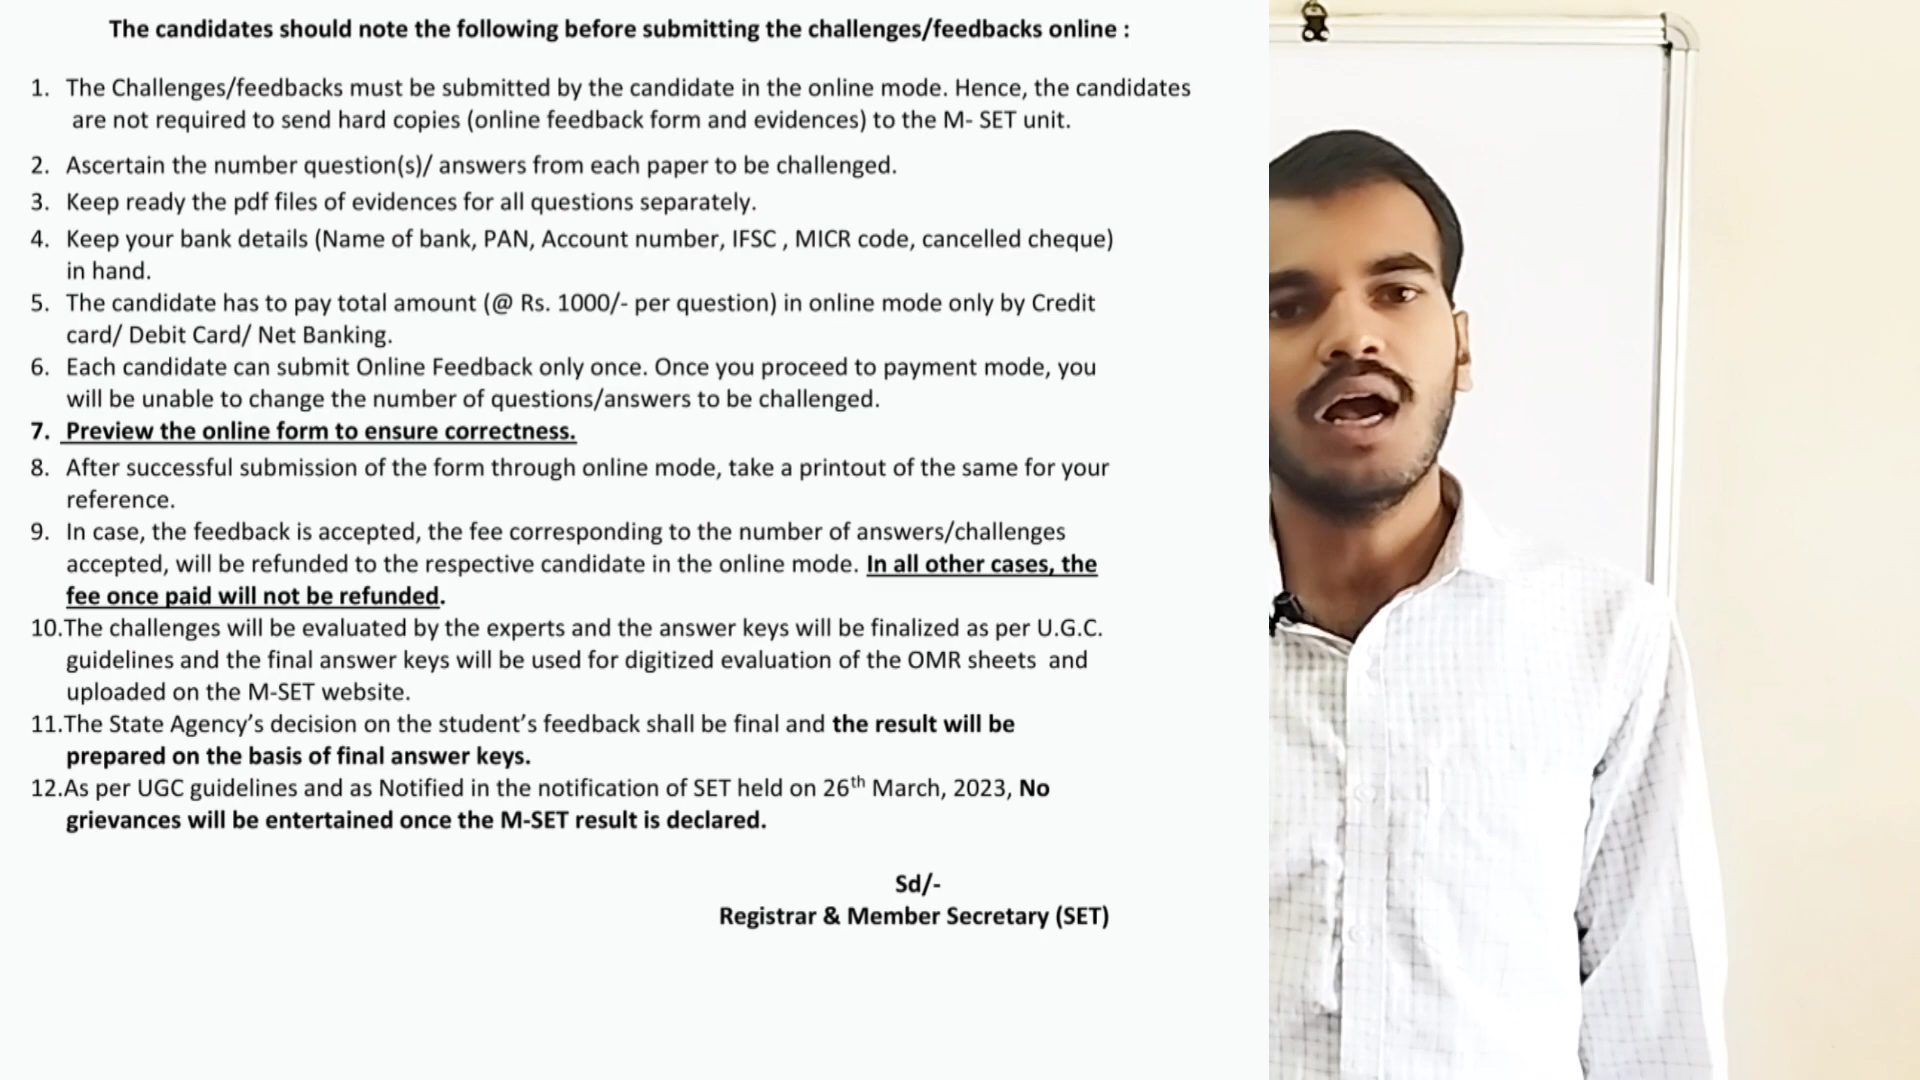 The candidates should note the following before submitting the challenges/feedbacks online :
1. The Challenges/feedbacks must be submitted by the candidate in the online mode. Hence, the candidates
are not required to send hard copies (online feedback form and evidences) to the M- SET unit.
2. Ascertain the number question(s)/ answers from each paper to be challenged.
3. Keep ready the pdf files of evidences for all questions separately.
4. Keep your bank details (Name of bank, PAN, Account number, IFSC , MICR code, cancelled cheque)
in hand.
5. The candidate has to pay total amount (@ Rs. 1000/- per question) in online mode only by Credit
card/ Debit Card/ Net Banking.
6. Each candidate can submit Online Feedback only once. Once you proceed to payment mode, you
will be unable to change the number of questions/answers to be challenged.
7. Preview the online form to ensure correctness.
8. After successful submission of the form through online mode, take a printout of the same for your
reference.
9. In case, the feedback is accepted, the fee corresponding to the number of answers/challenges
accepted, will be refunded to the respective candidate in the online mode. In all other cases, the
fee once paid will not be refunded.
10.The challenges will be evaluated by the experts and the answer keys will be finalized as per U.G.C.
guidelines and the final answer keys will be used for digitized evaluation of the OMR sheets and
uploaded on the M-SET website.
11.The State Agency’s decision on the student’s feedback shall be final and the result will be
prepared on the basis of final answer keys.
12.As per UGC guidelines and as Notified in the notification of SET held on 26th March, 2023, No
grievances will be entertained once the M-SET result is declared.
Sd/-
Registrar & Member Secretary (SET)